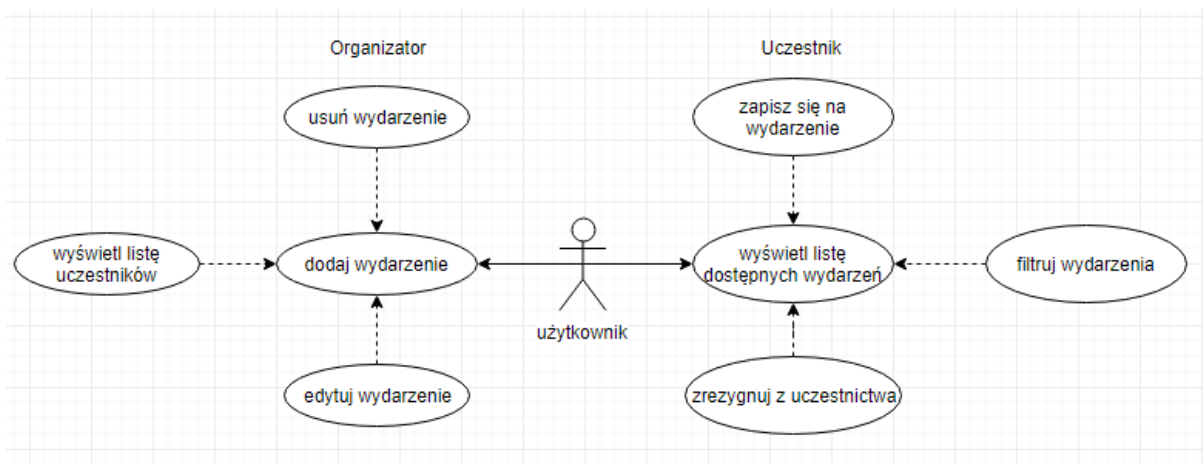 Organizator
Uczestnik
usuń wydarzenie
zapisz się na
wydarzenie
wyświetl listę
uczestników
dodaj wydarzenie
wyświetl listę
dostępnych wydarzeń
filtruj wydarzenia
użytkownik
edytuj wydarzenie
zrezygnuj z uczestnictwa